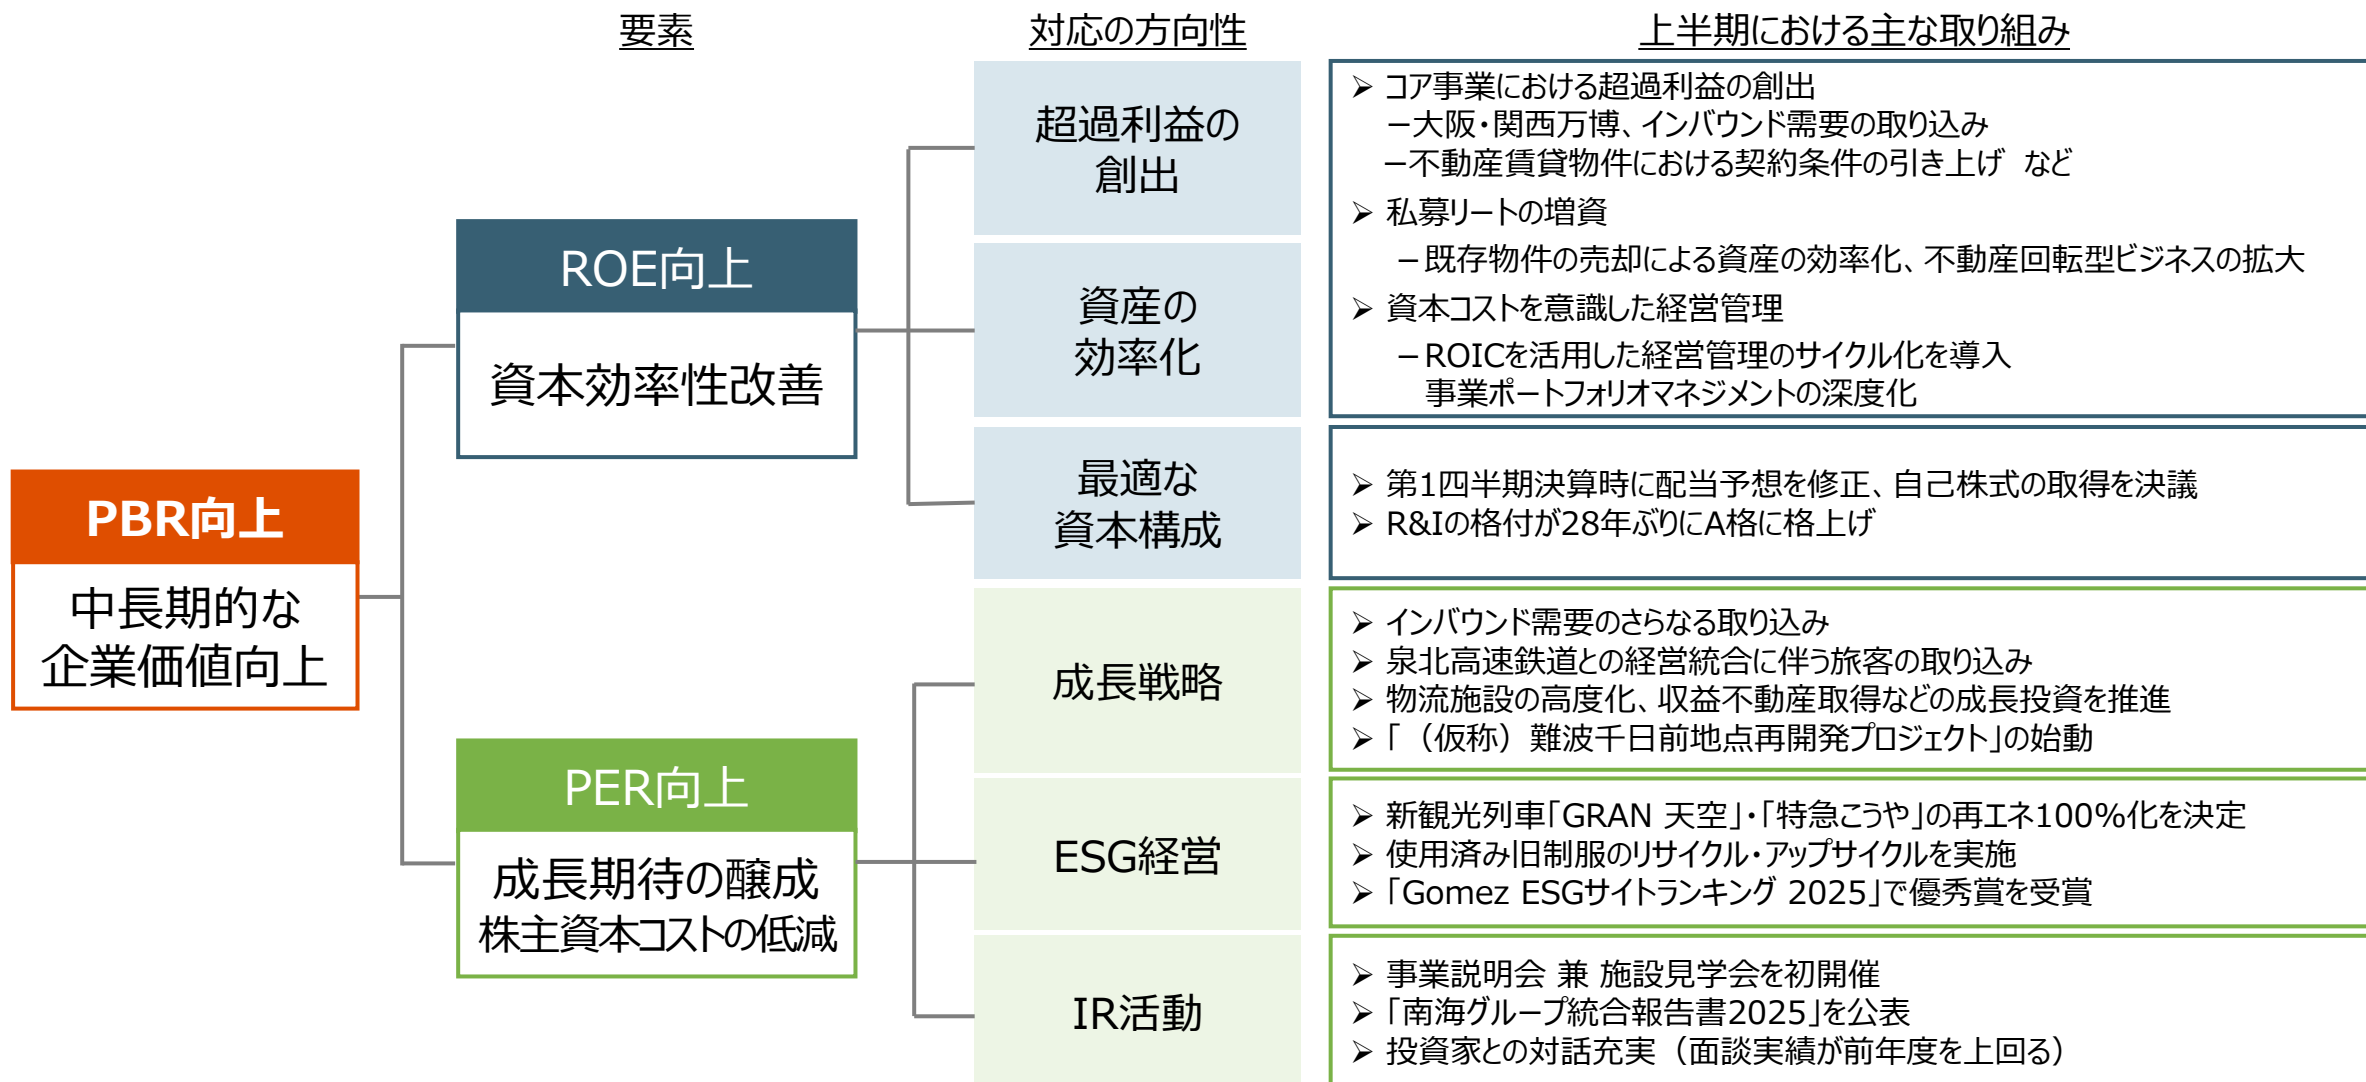 要素
対応の方向性
上半期における主な取り組み
PBR向上
中長期的な
企業価値向上
ROE向上
資本効率性改善
超過利益の
創出
資産の
効率化
➢ コア事業における超過利益の創出
－大阪・関西万博、インバウンド需要の取り込み
－不動産賃貸物件における契約条件の引き上げ など
➢ 私募リートの増資
－既存物件の売却による資産の効率化、不動産回転型ビジネスの拡大
➢ 資本コストを意識した経営管理
－ROICを活用した経営管理のサイクル化を導入
事業ポートフォリオマネジメントの深度化
最適な
資本構成
➢ 第1四半期決算時に配当予想を修正、自己株式の取得を決議
➢ R&Iの格付が28年ぶりにA格に格上げ
PER向上
成長期待の醸成
株主資本コストの低減
成長戦略
➢ インバウンド需要のさらなる取り込み
➢ 泉北高速鉄道との経営統合に伴う旅客の取り込み
➢ 物流施設の高度化、収益不動産取得などの成長投資を推進
➢ 「（仮称）難波千日前地点再開発プロジェクト」の始動
ESG経営
➢ 新観光列車「GRAN 天空」・「特急こうや」の再エネ100%化を決定
➢ 使用済み旧制服のリサイクル・アップサイクルを実施
➢ 「Gomez ESGサイトランキング 2025」で優秀賞を受賞
IR活動
➢ 事業説明会 兼 施設見学会を初開催
➢ 「南海グループ統合報告書2025」を公表
➢ 投資家との対話充実（面談実績が前年度を上回る）